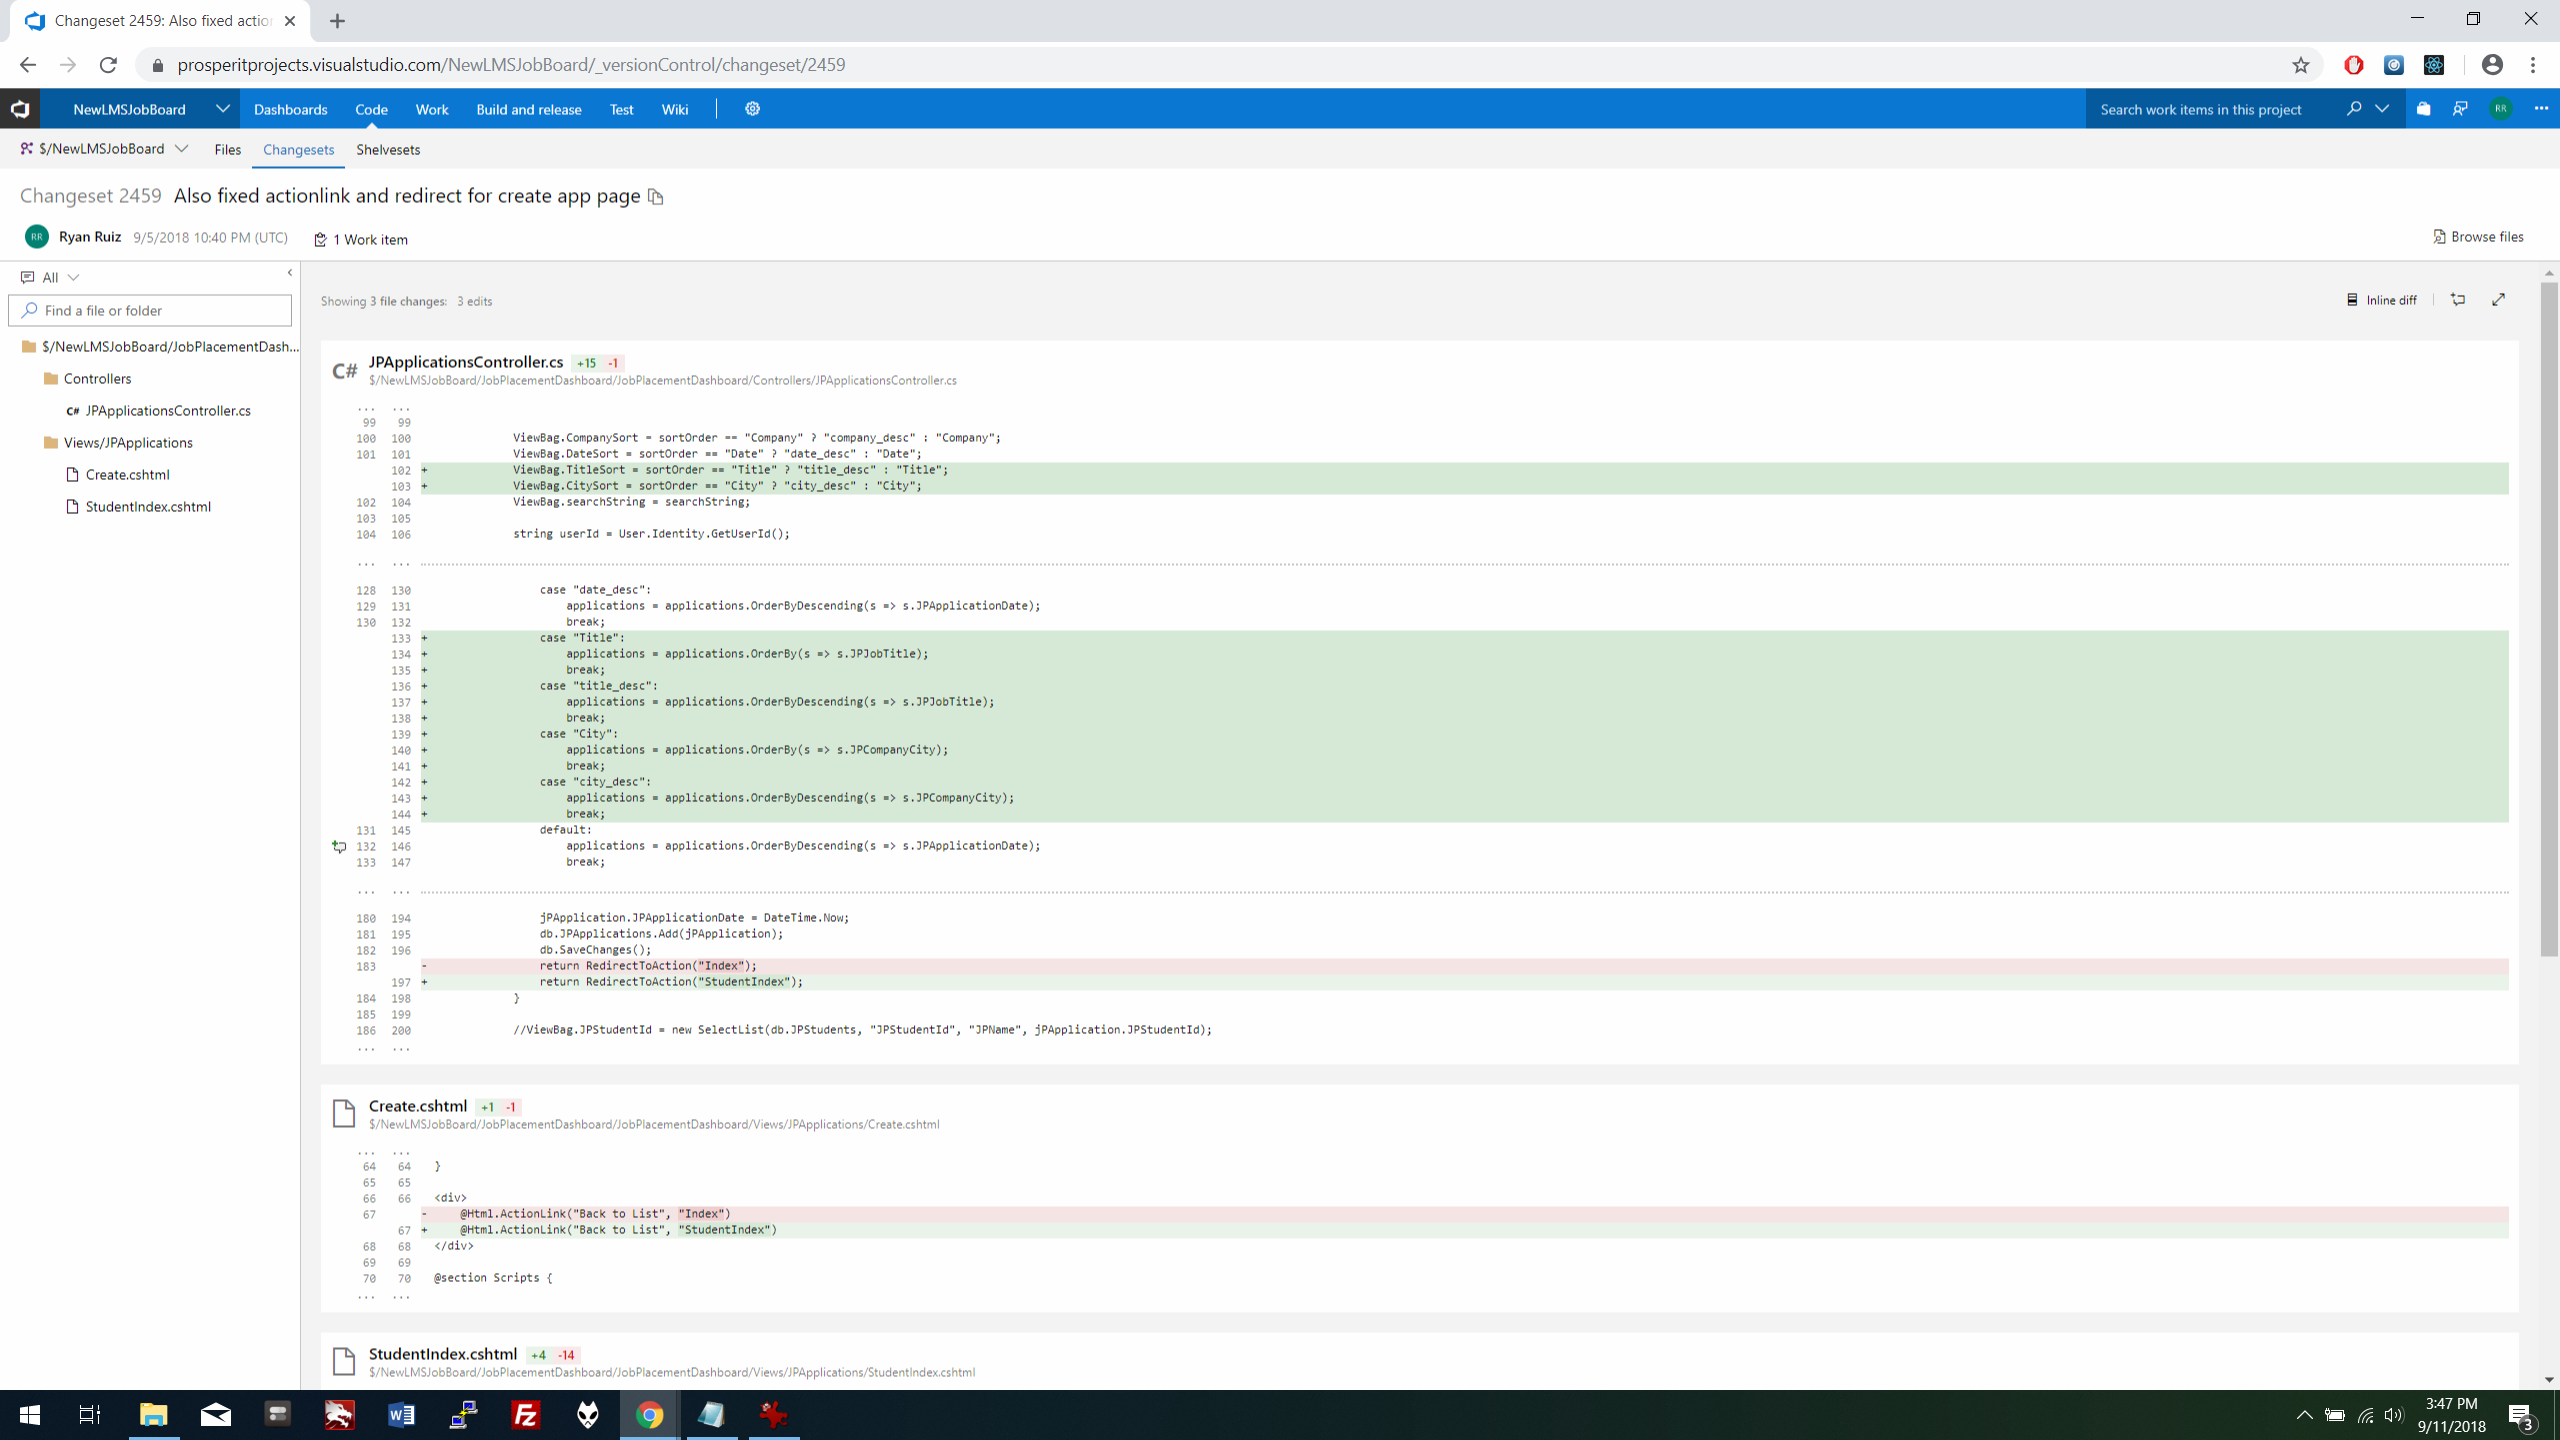 Changeset 2459: Also fixed action
prosperitprojects.visualstudio.com/NewLMSJobBoard/_versionControl/changeset/2459
NewLMSJobBoard Dashboards Code Work Build and release Test Wiki Search work items in this project RR
$/NewLMSJobBoard Files Changesets Shelvesets
Changeset 2459 Also fixed actionlink and redirect for create app page
RR Ryan Ruiz 9/5/2018 10:40 PM (UTC) 1 Work item Browse files
All
Find a file or folder
$/NewLMSJobBoard/JobPlacementDash...
Controllers
C# JPApplicationsController.cs
Views/JPApplications
Create.cshtml
StudentIndex.cshtml
Showing 3 file changes: 3 edits Inline diff
C# JPApplicationsController.cs +15 -1
$/NewLMSJobBoard/JobPlacementDashboard/JobPlacementDashboard/Controllers/JPApplicationsController.cs
... ...
99 99
100 100 ViewBag.CompanySort = sortOrder == "Company" ? "company_desc" : "Company";
101 101 ViewBag.DateSort = sortOrder == "Date" ? "date_desc" : "Date";
102 + ViewBag.TitleSort = sortOrder == "Title" ? "title_desc" : "Title";
103 + ViewBag.CitySort = sortOrder == "City" ? "city_desc" : "City";
102 104 ViewBag.searchString = searchString;
103 105
104 106 string userId = User.Identity.GetUserId();
... ...
128 130 case "date_desc":
129 131 applications = applications.OrderByDescending(s => s.JPApplicationDate);
130 132 break;
133 + case "Title":
134 + applications = applications.OrderBy(s => s.JPJobTitle);
135 + break;
136 + case "title_desc":
137 + applications = applications.OrderByDescending(s => s.JPJobTitle);
138 + break;
139 + case "City":
140 + applications = applications.OrderBy(s => s.JPCompanyCity);
141 + break;
142 + case "city_desc":
143 + applications = applications.OrderByDescending(s => s.JPCompanyCity);
144 + break;
131 145 default:
132 146 applications = applications.OrderByDescending(s => s.JPApplicationDate);
133 147 break;
... ...
180 194 jPApplication.JPApplicationDate = DateTime.Now;
181 195 db.JPApplications.Add(jPApplication);
182 196 db.SaveChanges();
183 - return RedirectToAction("Index");
197 + return RedirectToAction("StudentIndex");
184 198 }
185 199
186 200 //ViewBag.JPStudentId = new SelectList(db.JPStudents, "JPStudentId", "JPName", jPApplication.JPStudentId);
... ...
Create.cshtml +1 -1
$/NewLMSJobBoard/JobPlacementDashboard/JobPlacementDashboard/Views/JPApplications/Create.cshtml
... ...
64 64 }
65 65
66 66 <div>
67 - @Html.ActionLink("Back to List", "Index")
67 + @Html.ActionLink("Back to List", "StudentIndex")
68 68 </div>
69 69
70 70 @section Scripts {
... ...
StudentIndex.cshtml +4 -14
$/NewLMSJobBoard/JobPlacementDashboard/JobPlacementDashboard/Views/JPApplications/StudentIndex.cshtml
3:47 PM
9/11/2018
3